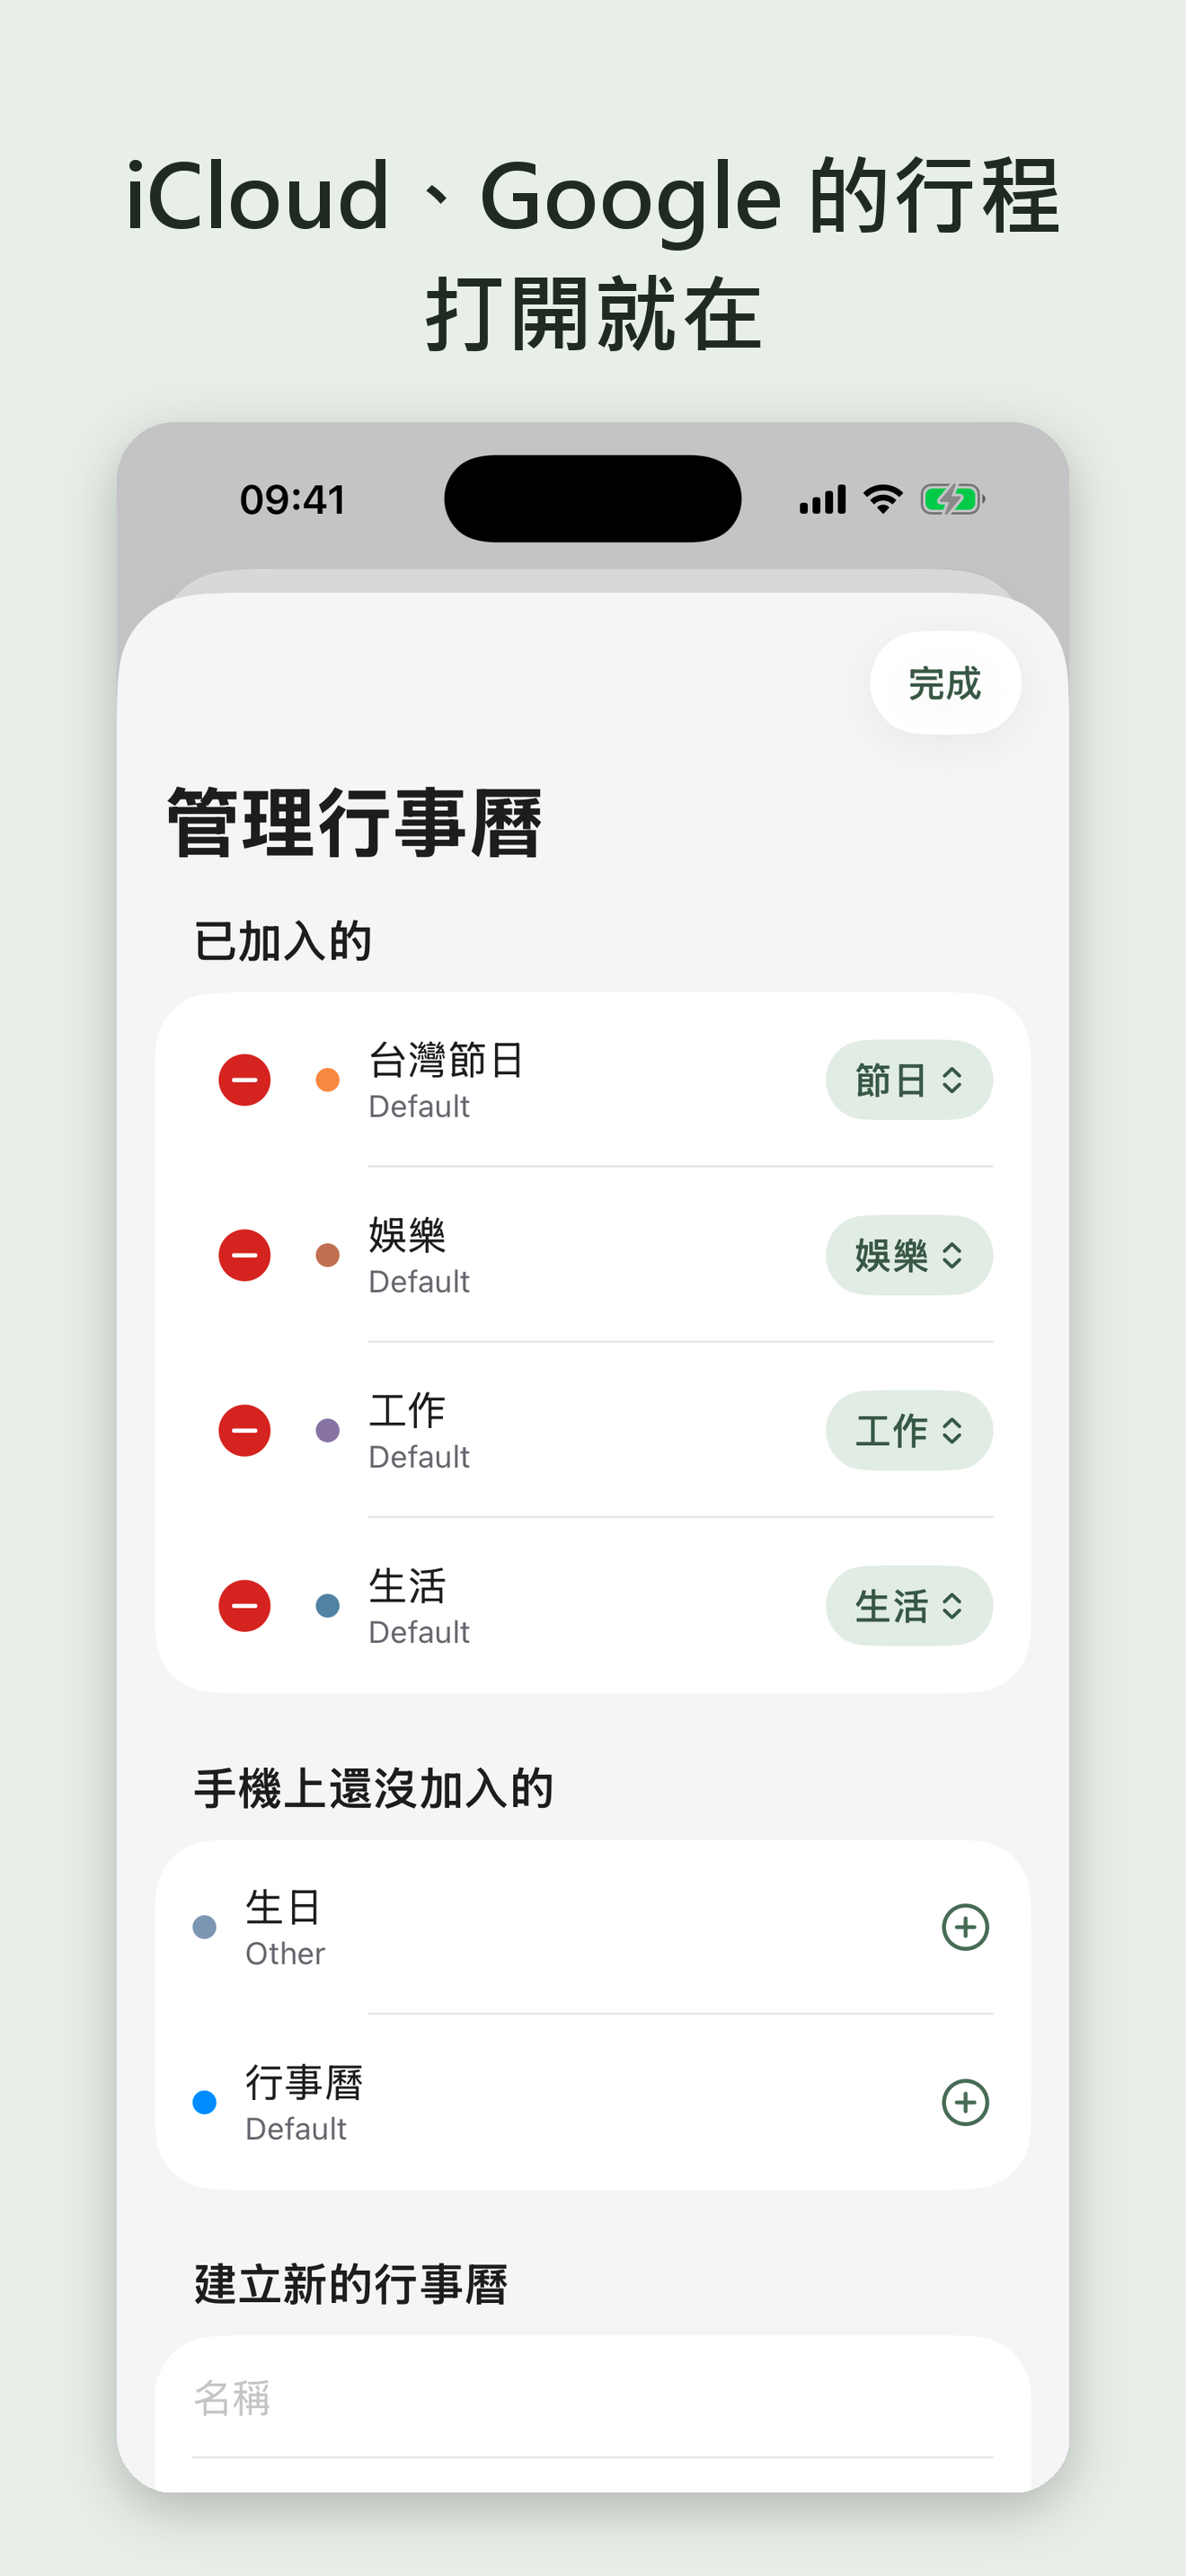 iCloud、Google 的行程
打開就在
09:41
完成
管理行事曆
已加入的
台灣節日
Default
節日
娛樂
Default
娛樂
工作
Default
工作
生活
Default
生活
手機上還沒加入的
生日
Other
行事曆
Default
建立新的行事曆
名稱